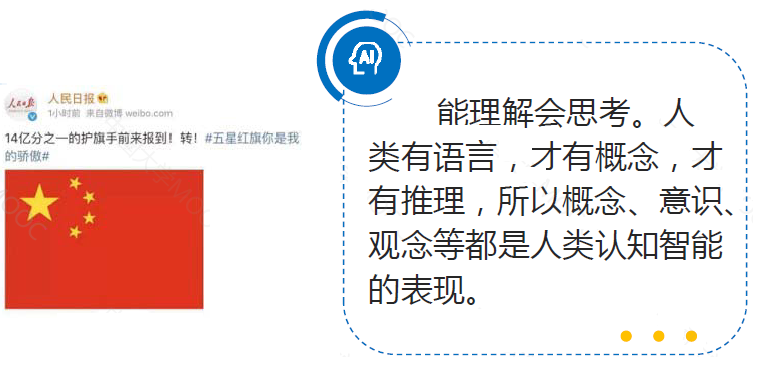 人民日报
人民日报
1小时前 来自微博 weibo.com
14亿分之一的护旗手前来报到！转！#五星红旗你是我
的骄傲#
AI
能理解会思考。人
类有语言，才有概念，才
有推理，所以概念、意识、
观念等都是人类认知智能
的表现。